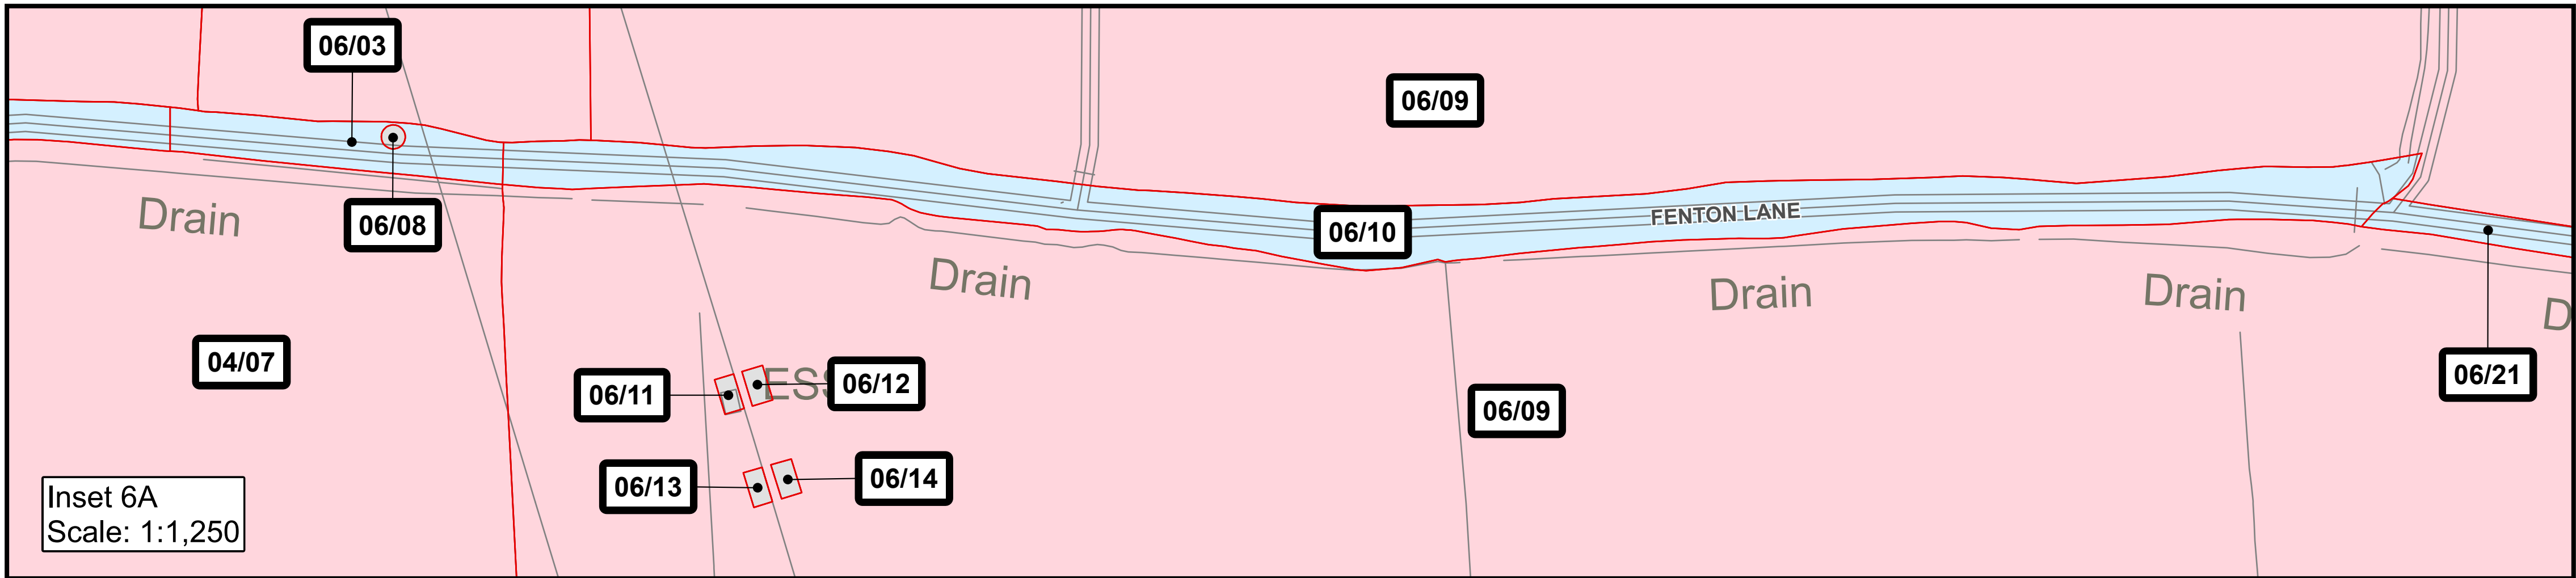 06/03
06/09
06/08
Drain
06/10
FENTON LANE
Drain
Drain
Drain
D
04/07
06/11
ES
06/12
06/09
06/21
06/13
06/14
Inset 6A
Scale: 1:1,250